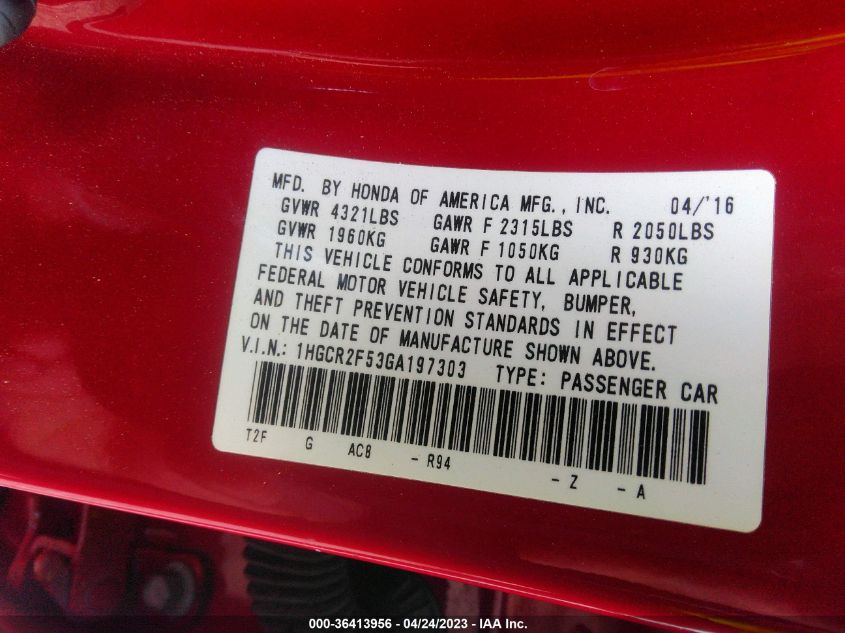 MFD. BY HONDA OF AMERICA MFG., INC. 04/'16
GVWR 4321LBS GAWR F 2315LBS R 2050LBS
GVWR 1960KG GAWR F 1050KG R 930KG
THIS VEHICLE CONFORMS TO ALL APPLICABLE
FEDERAL MOTOR VEHICLE SAFETY, BUMPER,
AND THEFT PREVENTION STANDARDS IN EFFECT
ON THE DATE OF MANUFACTURE SHOWN ABOVE.
V.I.N.: 1HGCR2F53GA197303 TYPE: PASSENGER CAR
T2F G AC8 - R94 - Z - A
000-36413956 - 04/24/2023 - IAA Inc.